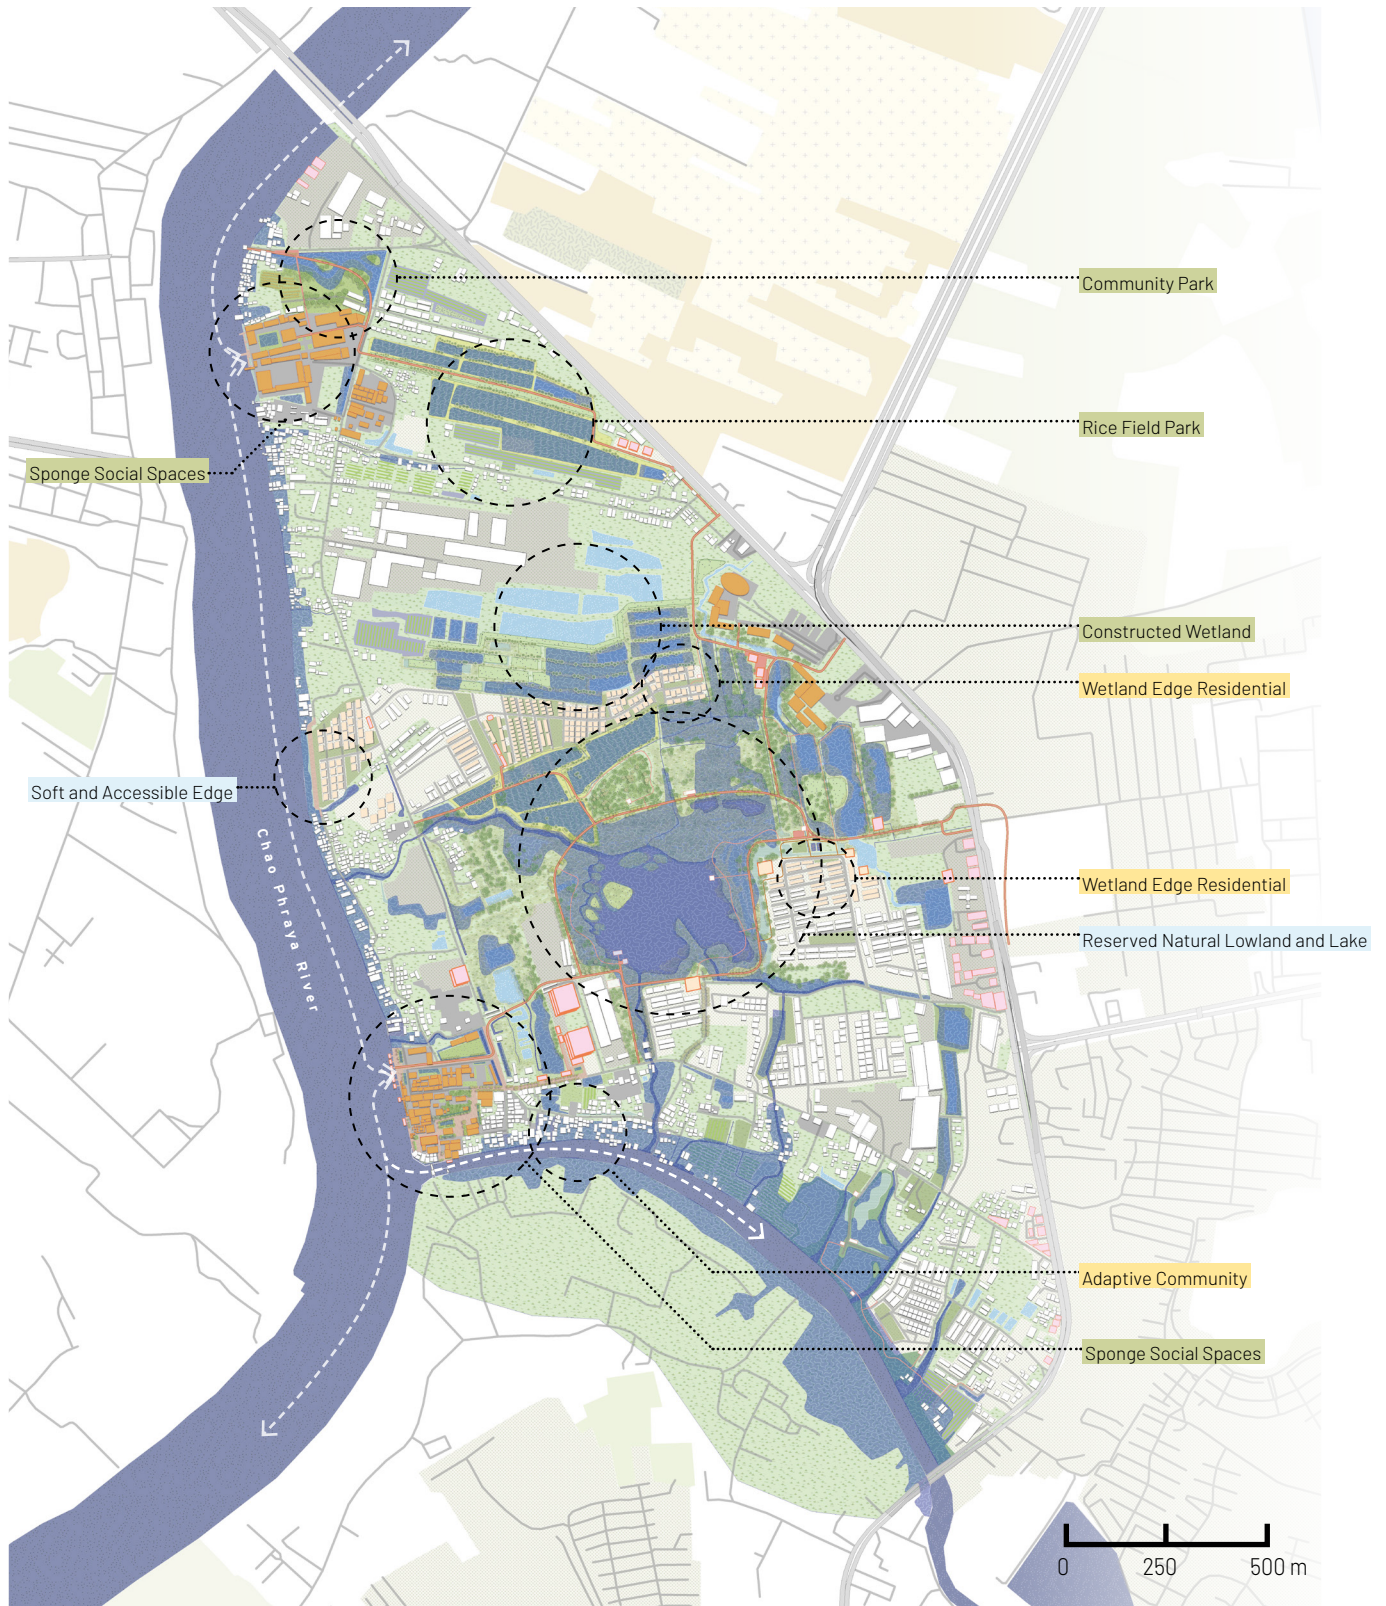 Community Park
Rice Field Park
Sponge Social Spaces
Constructed Wetland
Wetland Edge Residential
Soft and Accessible Edge
Chao Phraya River
Wetland Edge Residential
Reserved Natural Lowland and Lake
Adaptive Community
Sponge Social Spaces
0 250 500 m